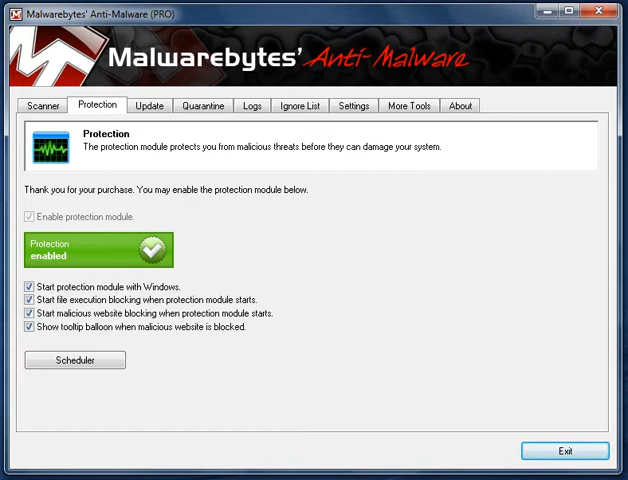 Malwarebytes' Anti-Malware (PRO)
Malwarebytes' Anti-Malware
Scanner Protection Update Quarantine Logs Ignore List Settings More Tools About
Protection
The protection module protects you from malicious threats before they can damage your system.
Thank you for your purchase. You may enable the protection module below.
Enable protection module.
Protection
enabled
Start protection module with Windows.
Start file execution blocking when protection module starts.
Start malicious website blocking when protection module starts.
Show tooltip balloon when malicious website is blocked.
Scheduler
Exit